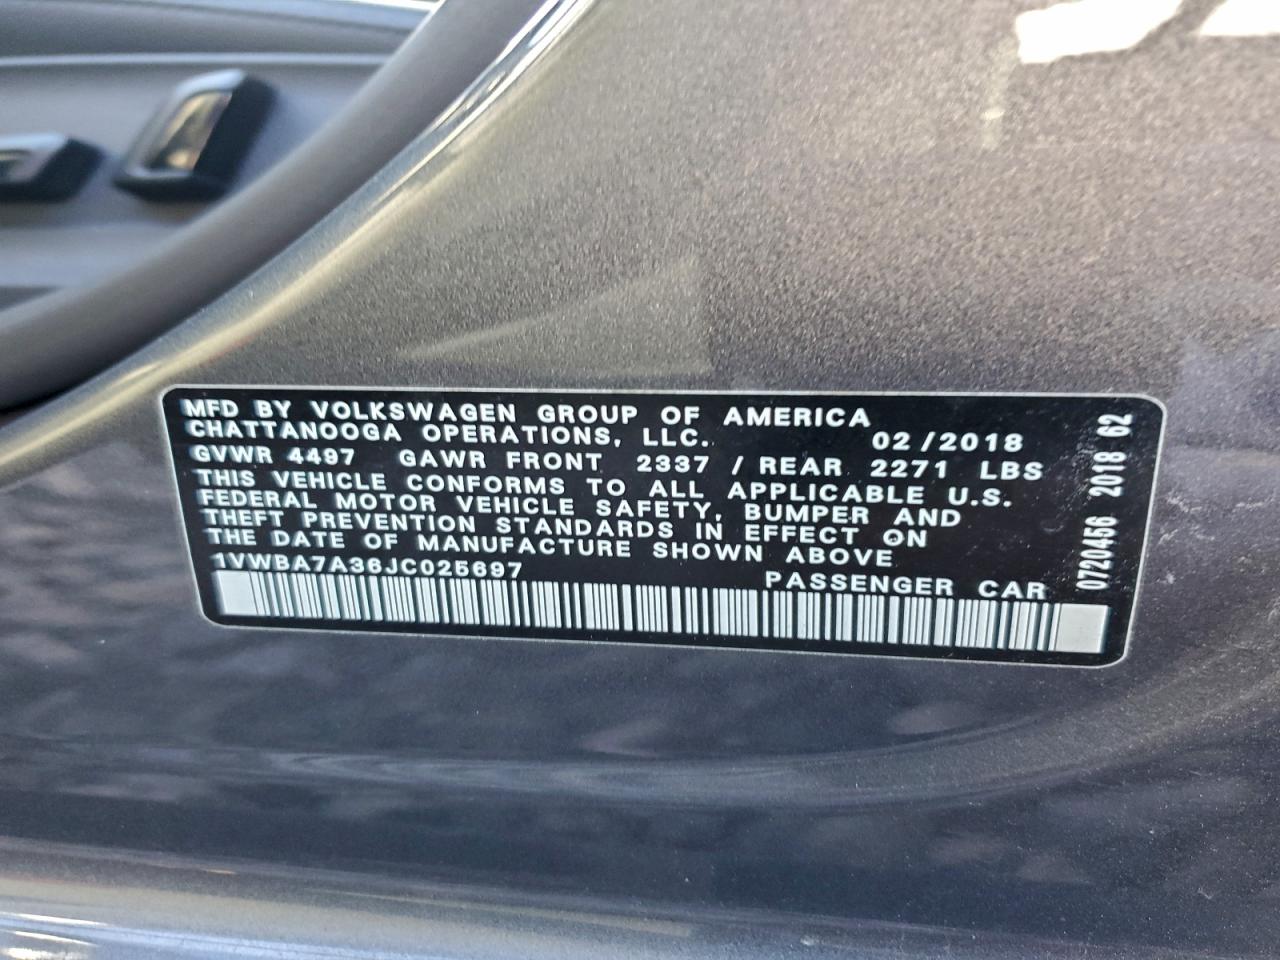 MFD BY VOLKSWAGEN GROUP OF AMERICA
CHATTANOOGA OPERATIONS, LLC. 02/2018
GVWR 4497 GAWR FRONT 2337 / REAR 2271 LBS
THIS VEHICLE CONFORMS TO ALL APPLICABLE U.S.
FEDERAL MOTOR VEHICLE SAFETY, BUMPER AND
THEFT PREVENTION STANDARDS IN EFFECT ON
THE DATE OF MANUFACTURE SHOWN ABOVE
1VWBA7A36JC025697 PASSENGER CAR
0720456 2018 62